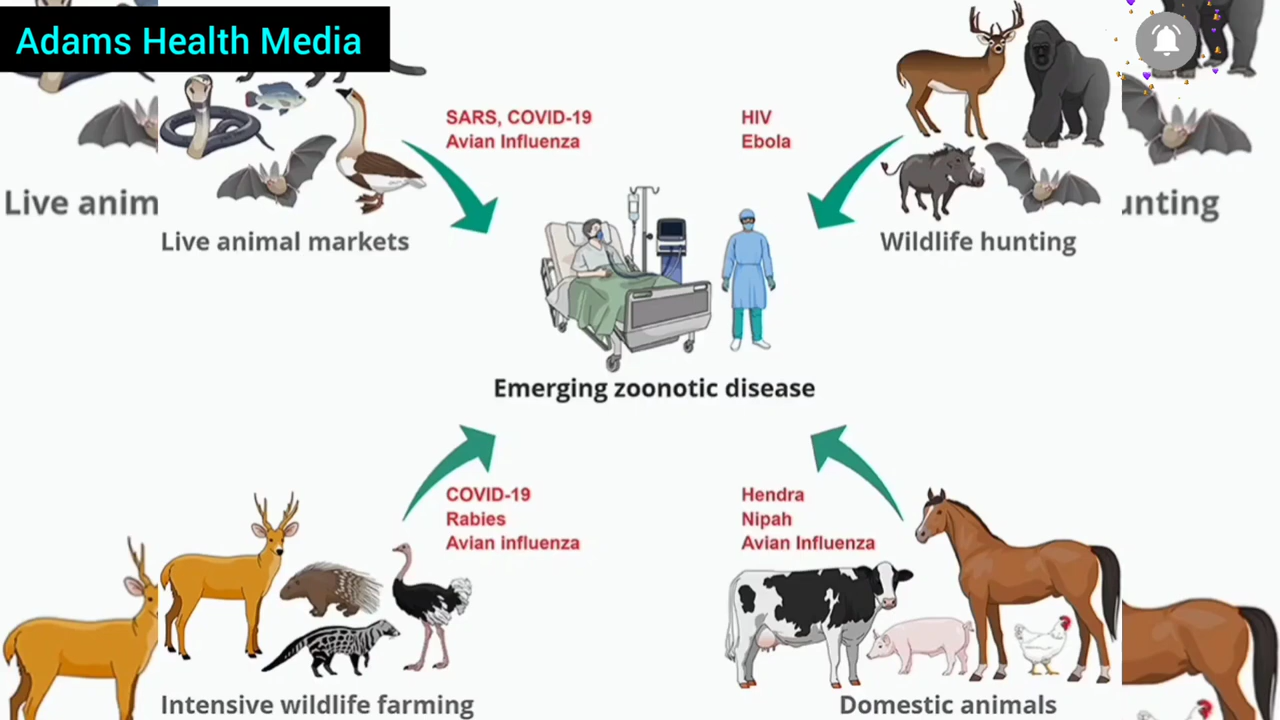 Adams Health Media
SARS, COVID-19
Avian Influenza
HIV
Ebola
Live anim
Live animal markets
Wildlife hunting
unting
Emerging zoonotic disease
COVID-19
Rabies
Avian influenza
Hendra
Nipah
Avian Influenza
Intensive wildlife farming
Domestic animals